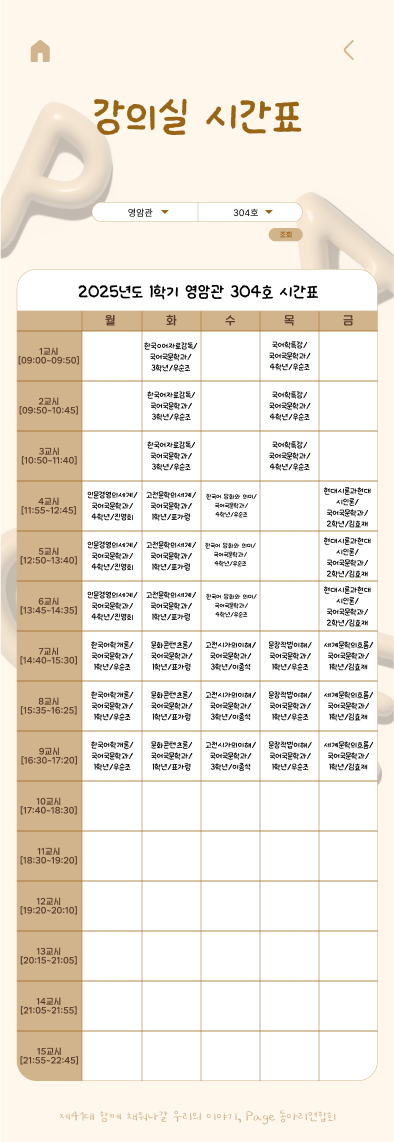 강의실 시간표
영암관
304호
조회
2025년도 1학기 영암관 304호 시간표
월 화 수 목 금
1교시
[09:00~09:50]
한국어자료강독/
국어국문학과/
3학년/우순조
국어학특강/
국어국문학과/
4학년/우순조
2교시
[09:50~10:45]
한국어자료강독/
국어국문학과/
3학년/우순조
국어학특강/
국어국문학과/
4학년/우순조
3교시
[10:50~11:40]
한국어자료강독/
국어국문학과/
3학년/우순조
국어학특강/
국어국문학과/
4학년/우순조
4교시
[11:55~12:45]
인문경영의세계/
국어국문학과/
4학년/진명희
고전문학의세계/
국어국문학과/
1학년/표가령
한국어 문화와 의미/
국어국문학과/
4학년/우순조
현대시론과현대
시인론/
국어국문학과/
2학년/김효재
5교시
[12:50~13:40]
인문경영의세계/
국어국문학과/
4학년/진명희
고전문학의세계/
국어국문학과/
1학년/표가령
한국어 문화와 의미/
국어국문학과/
4학년/우순조
현대시론과현대
시인론/
국어국문학과/
2학년/김효재
6교시
[13:45~14:35]
인문경영의세계/
국어국문학과/
4학년/진명희
고전문학의세계/
국어국문학과/
1학년/표가령
한국어 문화와 의미/
국어국문학과/
4학년/우순조
현대시론과현대
시인론/
국어국문학과/
2학년/김효재
7교시
[14:40~15:30]
한국어학개론/
국어국문학과/
1학년/우순조
문화콘텐츠론/
국어국문학과/
1학년/표가령
고전시가의이해/
국어국문학과/
3학년/이종석
문장작법이해/
국어국문학과/
1학년/우순조
세계문학의흐름/
국어국문학과/
1학년/김효재
8교시
[15:35~16:25]
한국어학개론/
국어국문학과/
1학년/우순조
문화콘텐츠론/
국어국문학과/
1학년/표가령
고전시가의이해/
국어국문학과/
3학년/이종석
문장작법이해/
국어국문학과/
1학년/우순조
세계문학의흐름/
국어국문학과/
1학년/김효재
9교시
[16:30~17:20]
한국어학개론/
국어국문학과/
1학년/우순조
문화콘텐츠론/
국어국문학과/
1학년/표가령
고전시가의이해/
국어국문학과/
3학년/이종석
문장작법이해/
국어국문학과/
1학년/우순조
세계문학의흐름/
국어국문학과/
1학년/김효재
10교시
[17:40~18:30]
11교시
[18:30~19:20]
12교시
[19:20~20:10]
13교시
[20:15~21:05]
14교시
[21:05~21:55]
15교시
[21:55~22:45]
제41대 함께 채워나갈 우리의 이야기, Page 동아리연합회